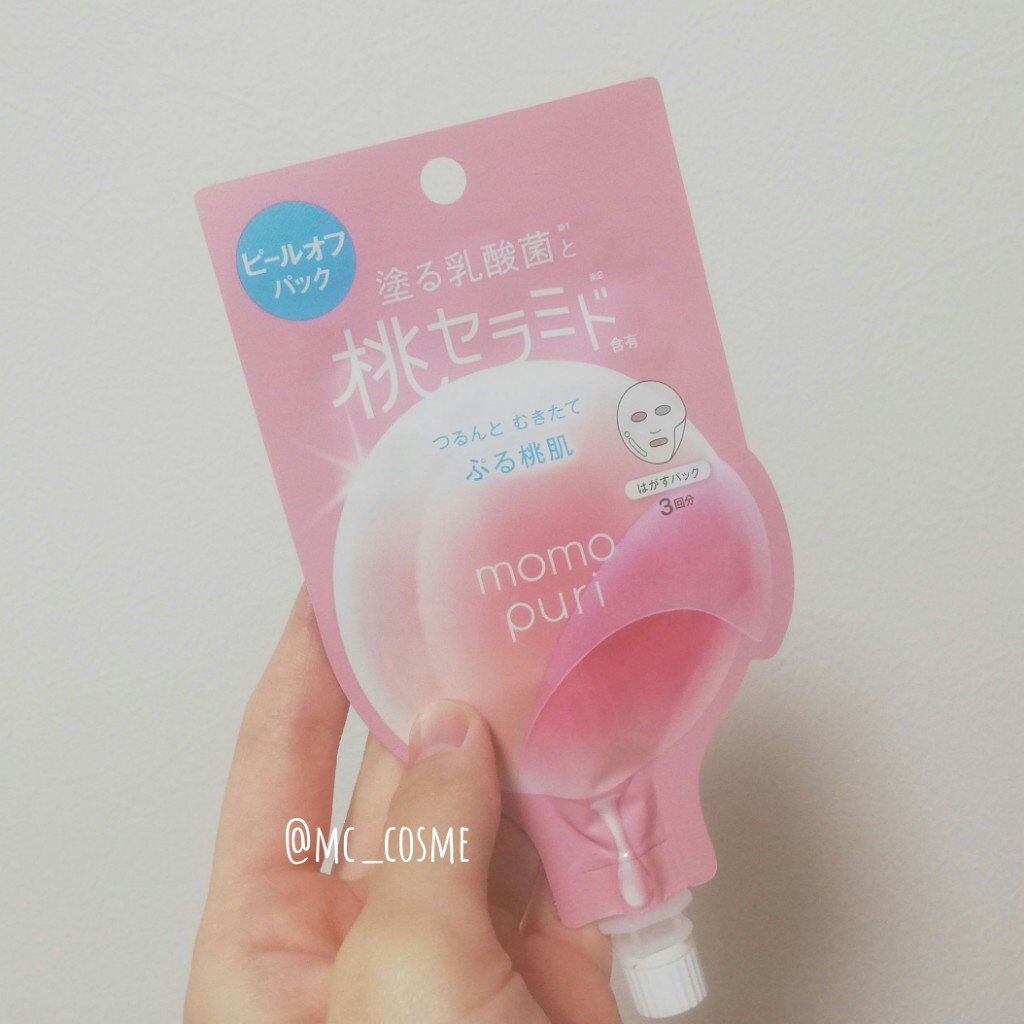 ピールオフ
パック
塗る乳酸菌※1と
桃セラミド※2含有
つるんと むきたて
ぷる桃肌
はがすパック
3回分
momo
puri
@mc_cosme